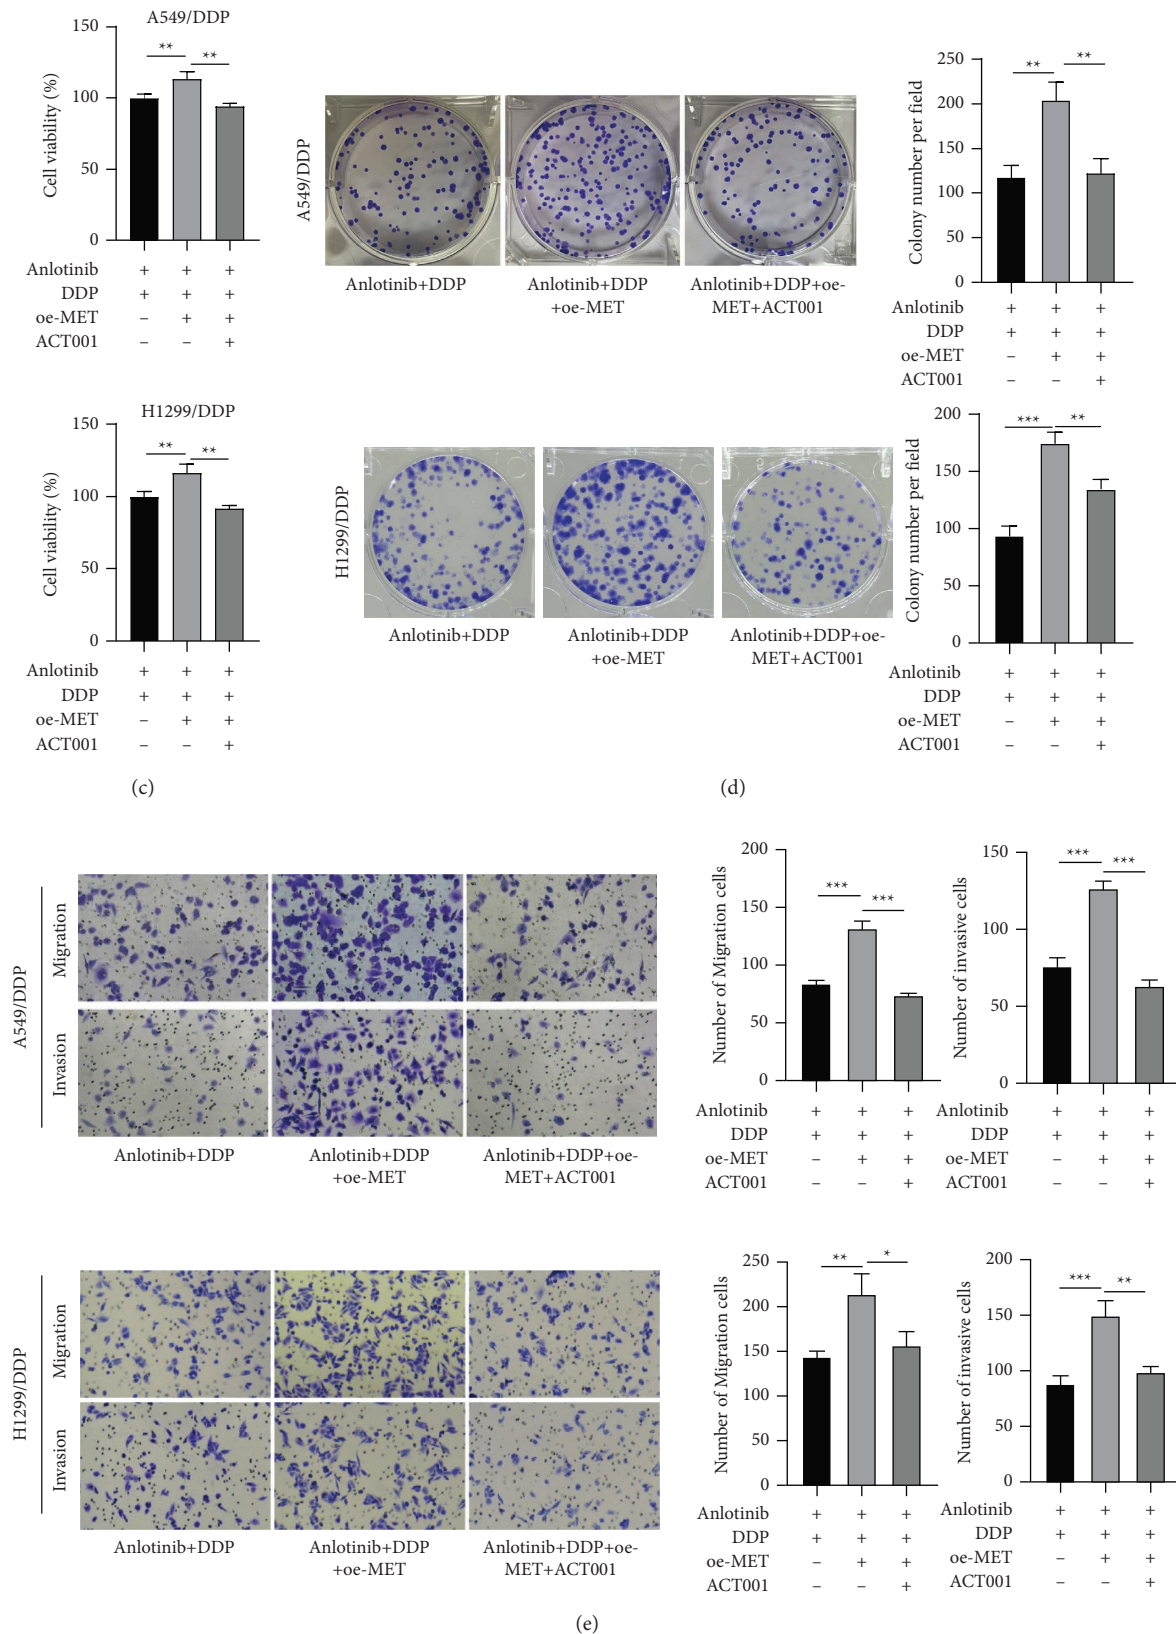 A549/DDP
150
100
50
0
Cell viability (%)
** **
Anlotinib + + +
DDP + + +
oe-MET – + +
ACT001 – – +
H1299/DDP
150
100
50
0
Cell viability (%)
** **
Anlotinib + + +
DDP + + +
oe-MET – + +
ACT001 – – +
(c)
A549/DDP
Anlotinib+DDP
Anlotinib+DDP
+oe-MET
Anlotinib+DDP+oe-
MET+ACT001
250
200
150
100
50
0
Colony number per field
** **
Anlotinib + + +
DDP + + +
oe-MET – + +
ACT001 – – +
H1299/DDP
Anlotinib+DDP
Anlotinib+DDP
+oe-MET
Anlotinib+DDP+oe-
MET+ACT001
200
150
100
50
0
Colony number per field
*** **
Anlotinib + + +
DDP + + +
oe-MET – + +
ACT001 – – +
(d)
A549/DDP
Migration
Invasion
Anlotinib+DDP
Anlotinib+DDP
+oe-MET
Anlotinib+DDP+oe-
MET+ACT001
200
150
100
50
0
Number of Migration cells
*** ***
Anlotinib + + +
DDP + + +
oe-MET – + +
ACT001 – – +
150
100
50
0
Number of invasive cells
*** ***
Anlotinib + + +
DDP + + +
oe-MET – + +
ACT001 – – +
H1299/DDP
Migration
Invasion
Anlotinib+DDP
Anlotinib+DDP
+oe-MET
Anlotinib+DDP+oe-
MET+ACT001
250
200
150
100
50
0
Number of Migration cells
** *
Anlotinib + + +
DDP + + +
oe-MET – + +
ACT001 – – +
200
150
100
50
0
Number of invasive cells
*** **
Anlotinib + + +
DDP + + +
oe-MET – + +
ACT001 – – +
(e)